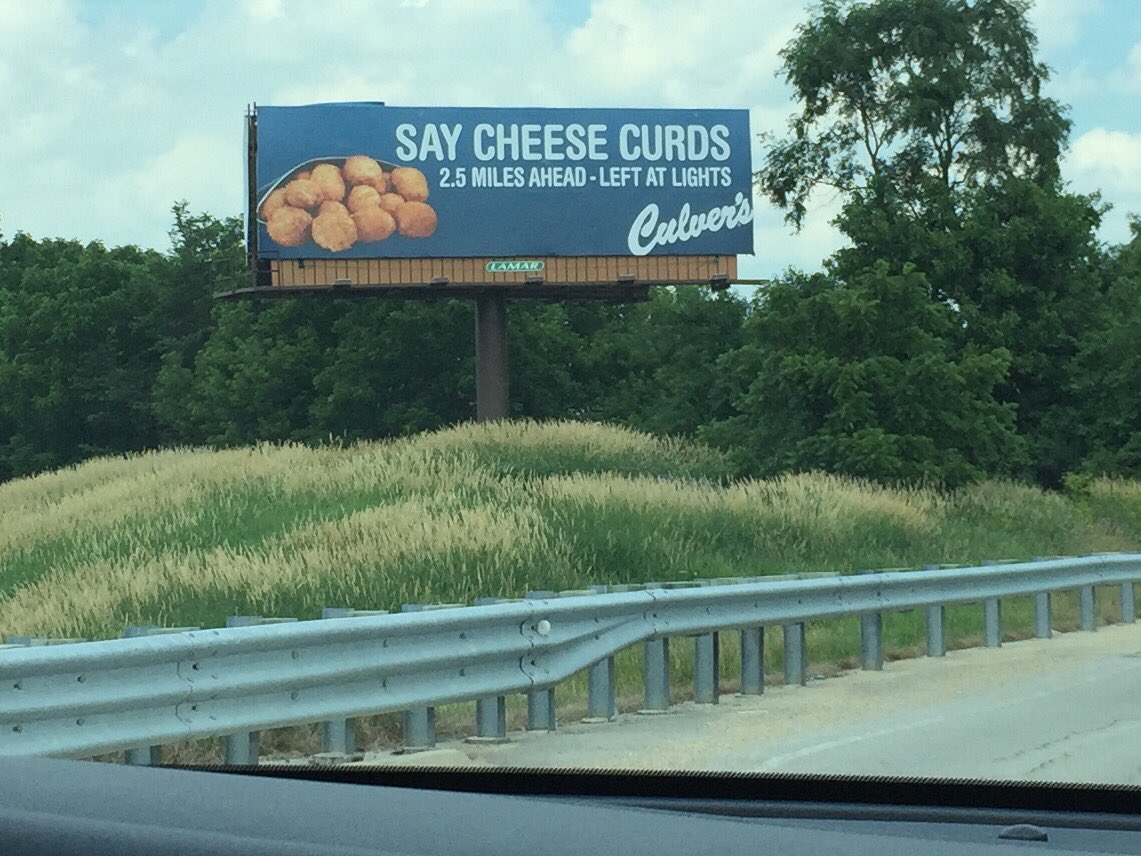 SAY CHEESE CURDS
2.5 MILES AHEAD - LEFT AT LIGHTS
Culver's
LAMAR